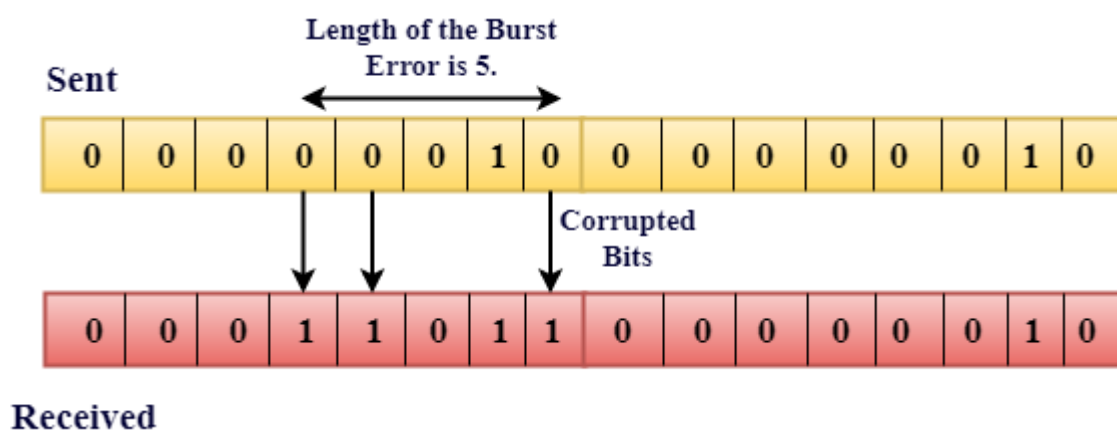 Length of the Burst
Error is 5.
Sent
0 0 0 0 0 0 1 0 0 0 0 0 0 0 1 0
Corrupted
Bits
0 0 0 1 1 0 1 1 0 0 0 0 0 0 1 0
Received